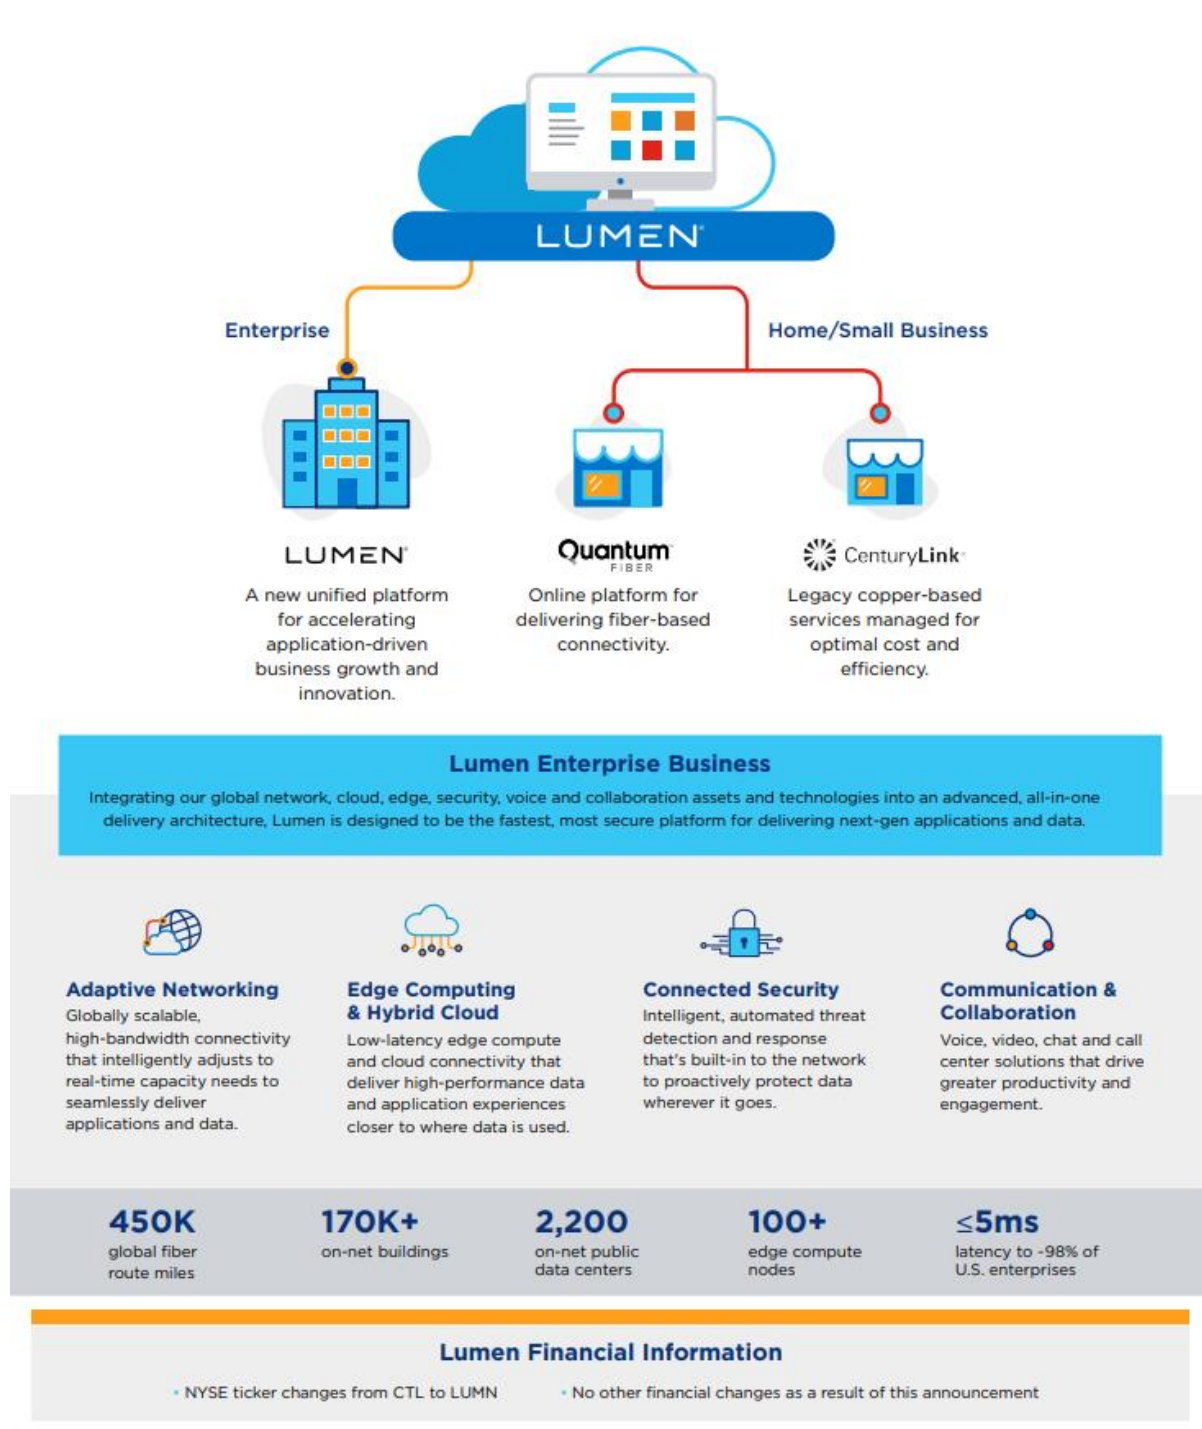 LUMEN®
Enterprise
Home/Small Business
LUMEN®
A new unified platform
for accelerating
application-driven
business growth and
innovation.
Quantum
FIBER
Online platform for
delivering fiber-based
connectivity.
CenturyLink
Legacy copper-based
services managed for
optimal cost and
efficiency.
Lumen Enterprise Business
Integrating our global network, cloud, edge, security, voice and collaboration assets and technologies into an advanced, all-in-one
delivery architecture, Lumen is designed to be the fastest, most secure platform for delivering next-gen applications and data.
Adaptive Networking
Globally scalable,
high-bandwidth connectivity
that intelligently adjusts to
real-time capacity needs to
seamlessly deliver
applications and data.
Edge Computing
& Hybrid Cloud
Low-latency edge compute
and cloud connectivity that
deliver high-performance data
and application experiences
closer to where data is used.
Connected Security
Intelligent, automated threat
detection and response
that's built-in to the network
to proactively protect data
wherever it goes.
Communication &
Collaboration
Voice, video, chat and call
center solutions that drive
greater productivity and
engagement.
450K
global fiber
route miles
170K+
on-net buildings
2,200
on-net public
data centers
100+
edge compute
nodes
≤5ms
latency to ~98% of
U.S. enterprises
Lumen Financial Information
• NYSE ticker changes from CTL to LUMN
• No other financial changes as a result of this announcement